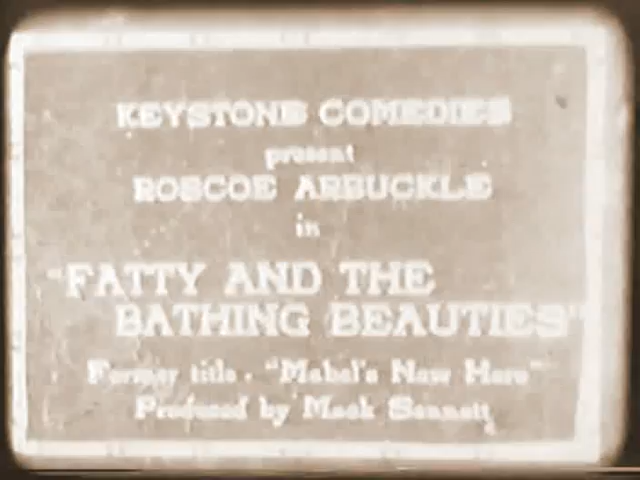 KEYSTONE COMEDIES
present
ROSCOE ARBUCKLE
in
"FATTY AND THE
BATHING BEAUTIES"
Former title - "Mabel's New Hero"
Produced by Mack Sennett